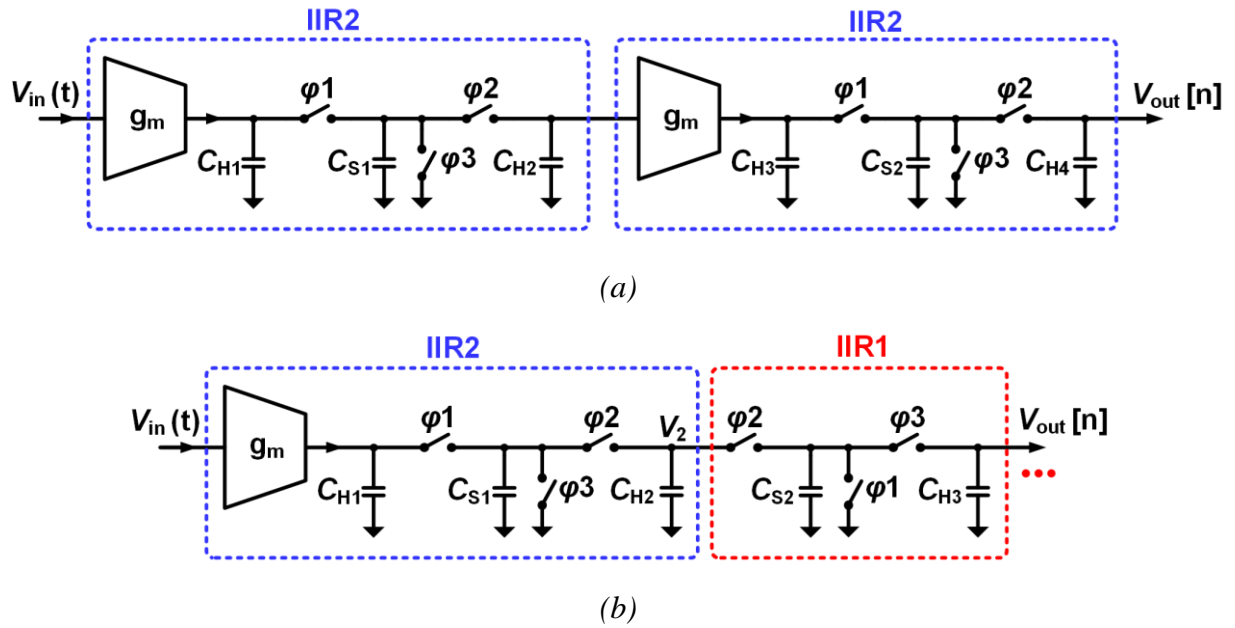 IIR2 IIR2
Vin (t) gm φ1 φ2 gm φ1 φ2 Vout [n]
CH1 CS1 φ3 CH2 CH3 CS2 φ3 CH4
(a)
IIR2 IIR1
Vin (t) gm φ1 φ2 V2 φ2 φ3 Vout [n]
CH1 CS1 φ3 CH2 CS2 φ1 CH3 •••
(b)